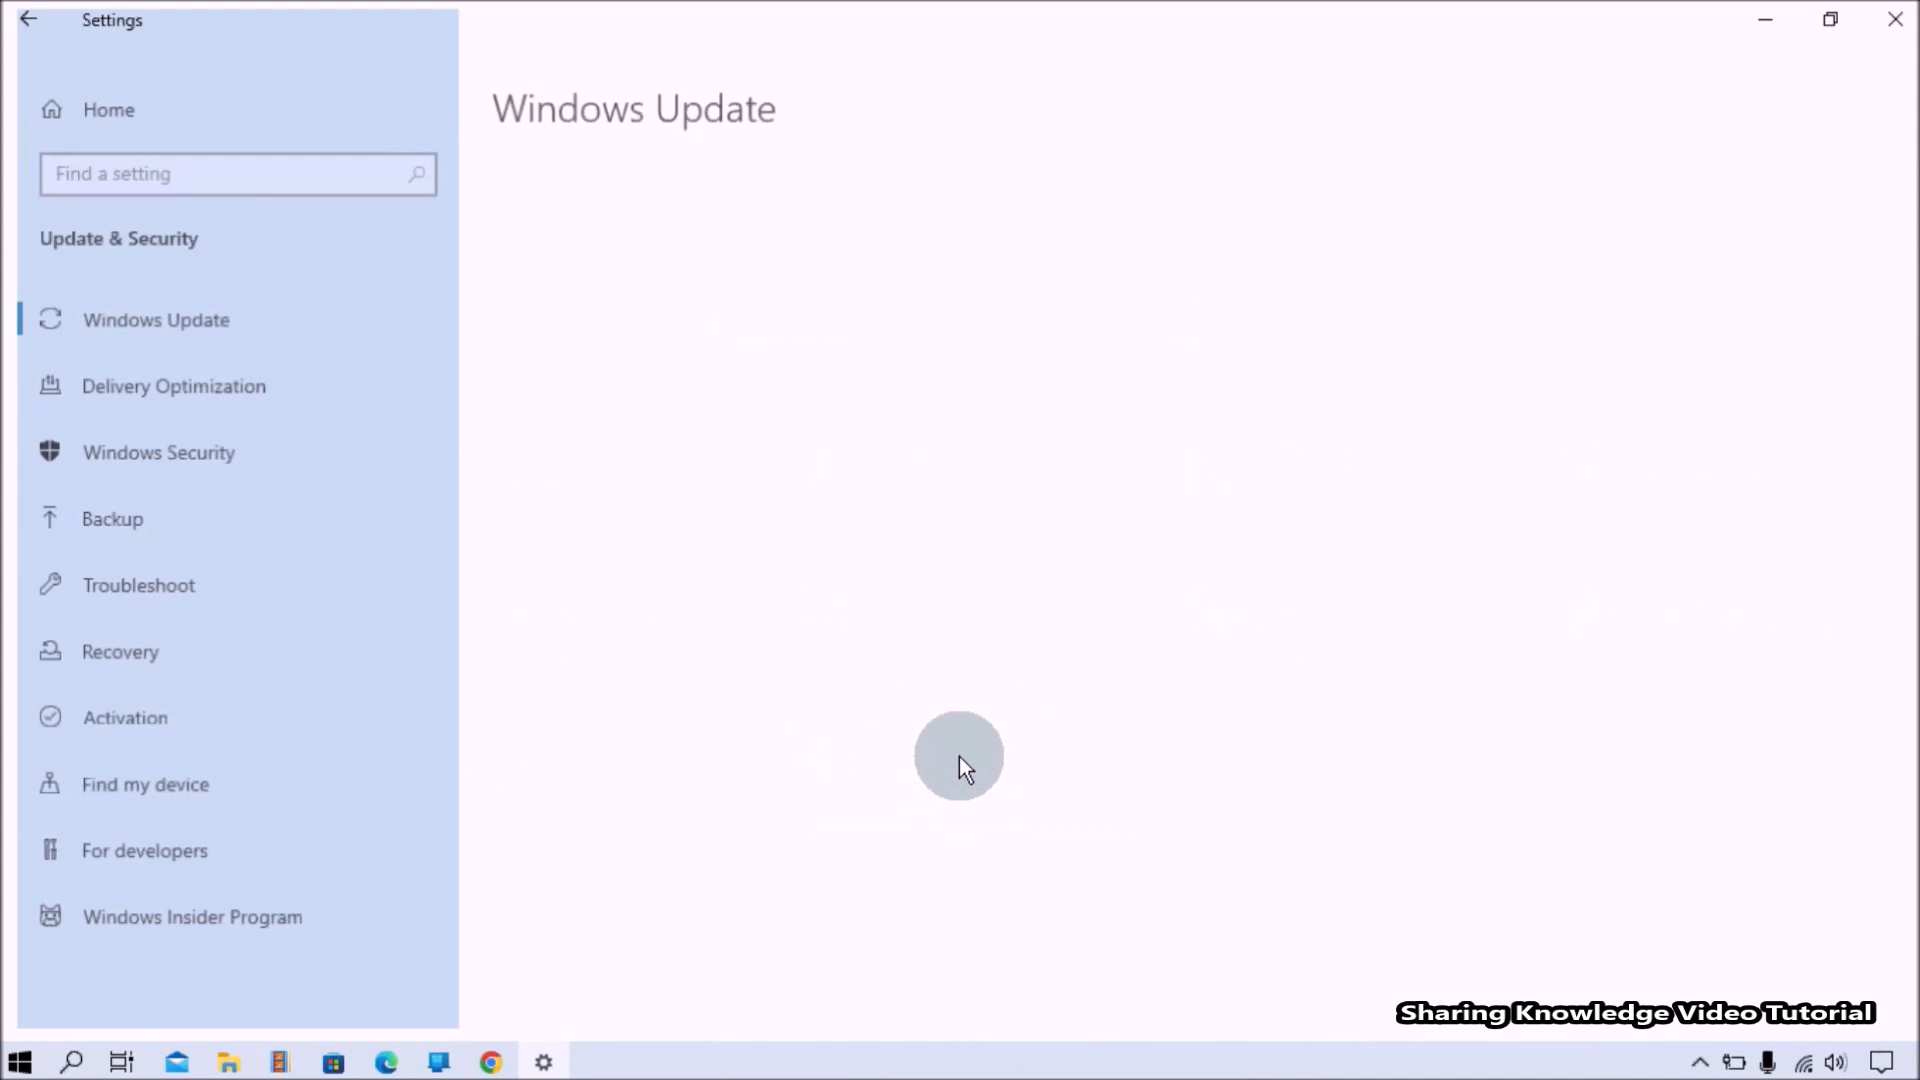 Settings
Home
Find a setting
Update & Security
Windows Update
Delivery Optimization
Windows Security
Backup
Troubleshoot
Recovery
Activation
Find my device
For developers
Windows Insider Program
Windows Update
Sharing Knowledge Video Tutorial